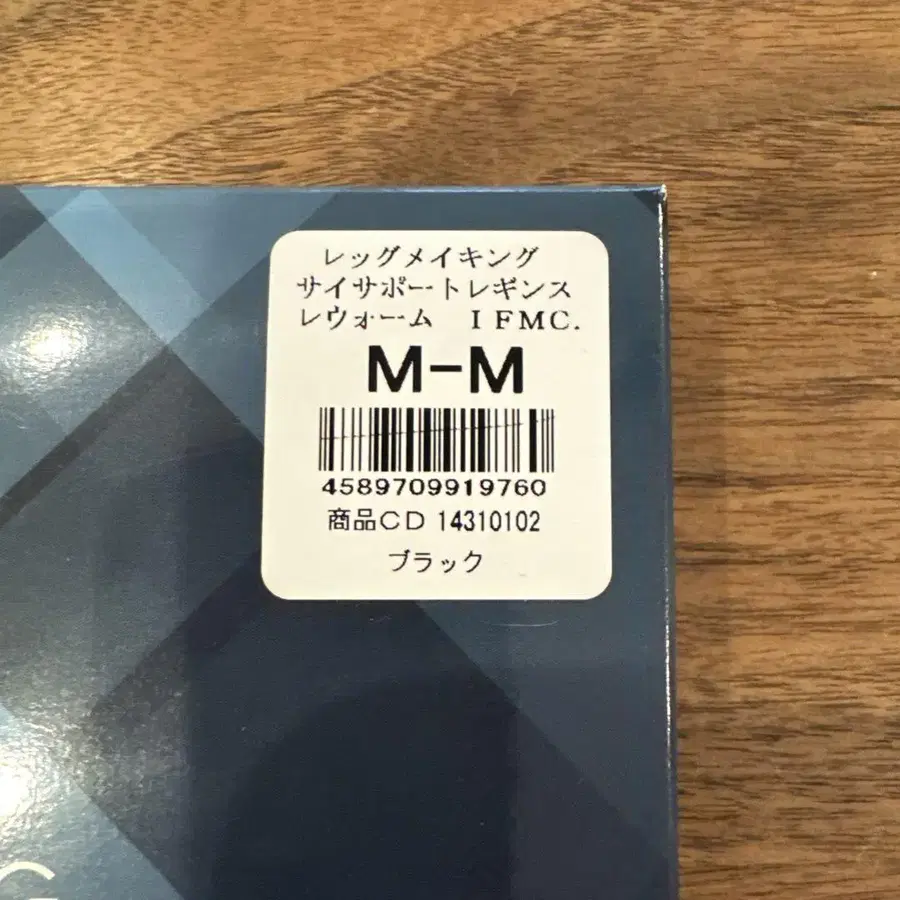 レッグメイキング
サイサポートレギンス
レウォーム　ＩＦＭＣ.
M-M
4589709919760
商品CD 14310102
ブラック